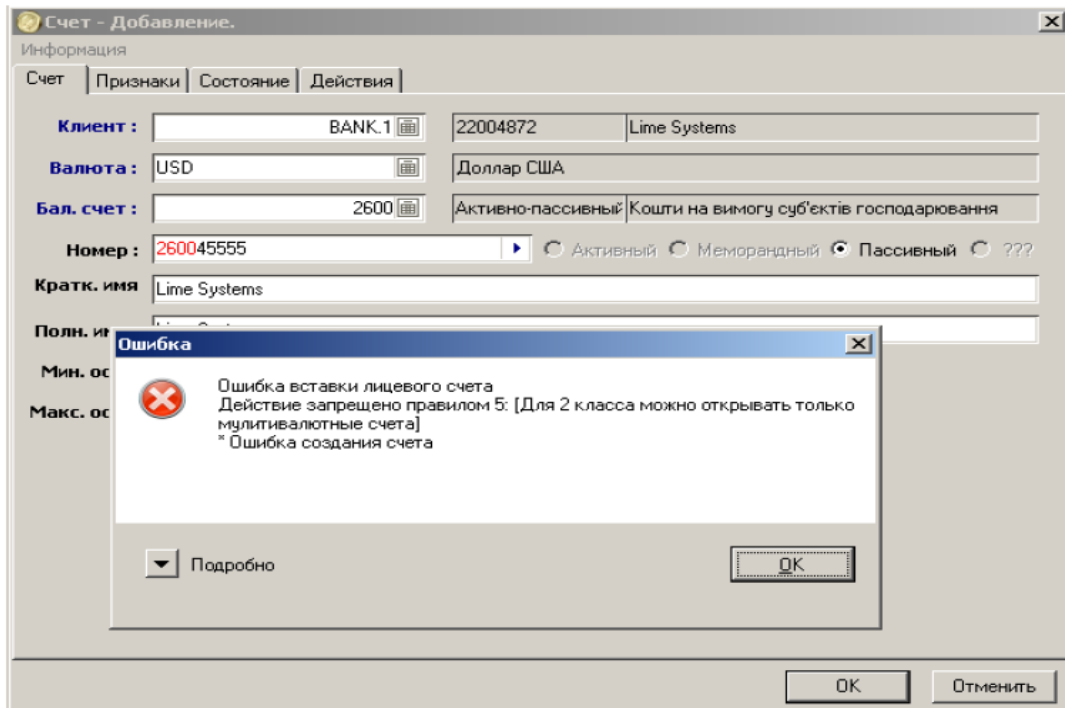 Счет - Добавление.
Информация
Счет Признаки Состояние Действия
Клиент : BANK.1 22004872 Lime Systems
Валюта : USD Доллар США
Бал. счет : 2600 Активно-пассивный Кошти на вимогу суб'єктів господарювання
Номер : 260045555 Активный Меморандный Пассивный ???
Кратк. имя Lime Systems
Полн. им
Ошибка
Мин. ос
Макс. ос
Ошибка вставки лицевого счета
Действие запрещено правилом 5: [Для 2 класса можно открывать только
мулитивалютные счета]
* Ошибка создания счета
Подробно OK
OK Отменить